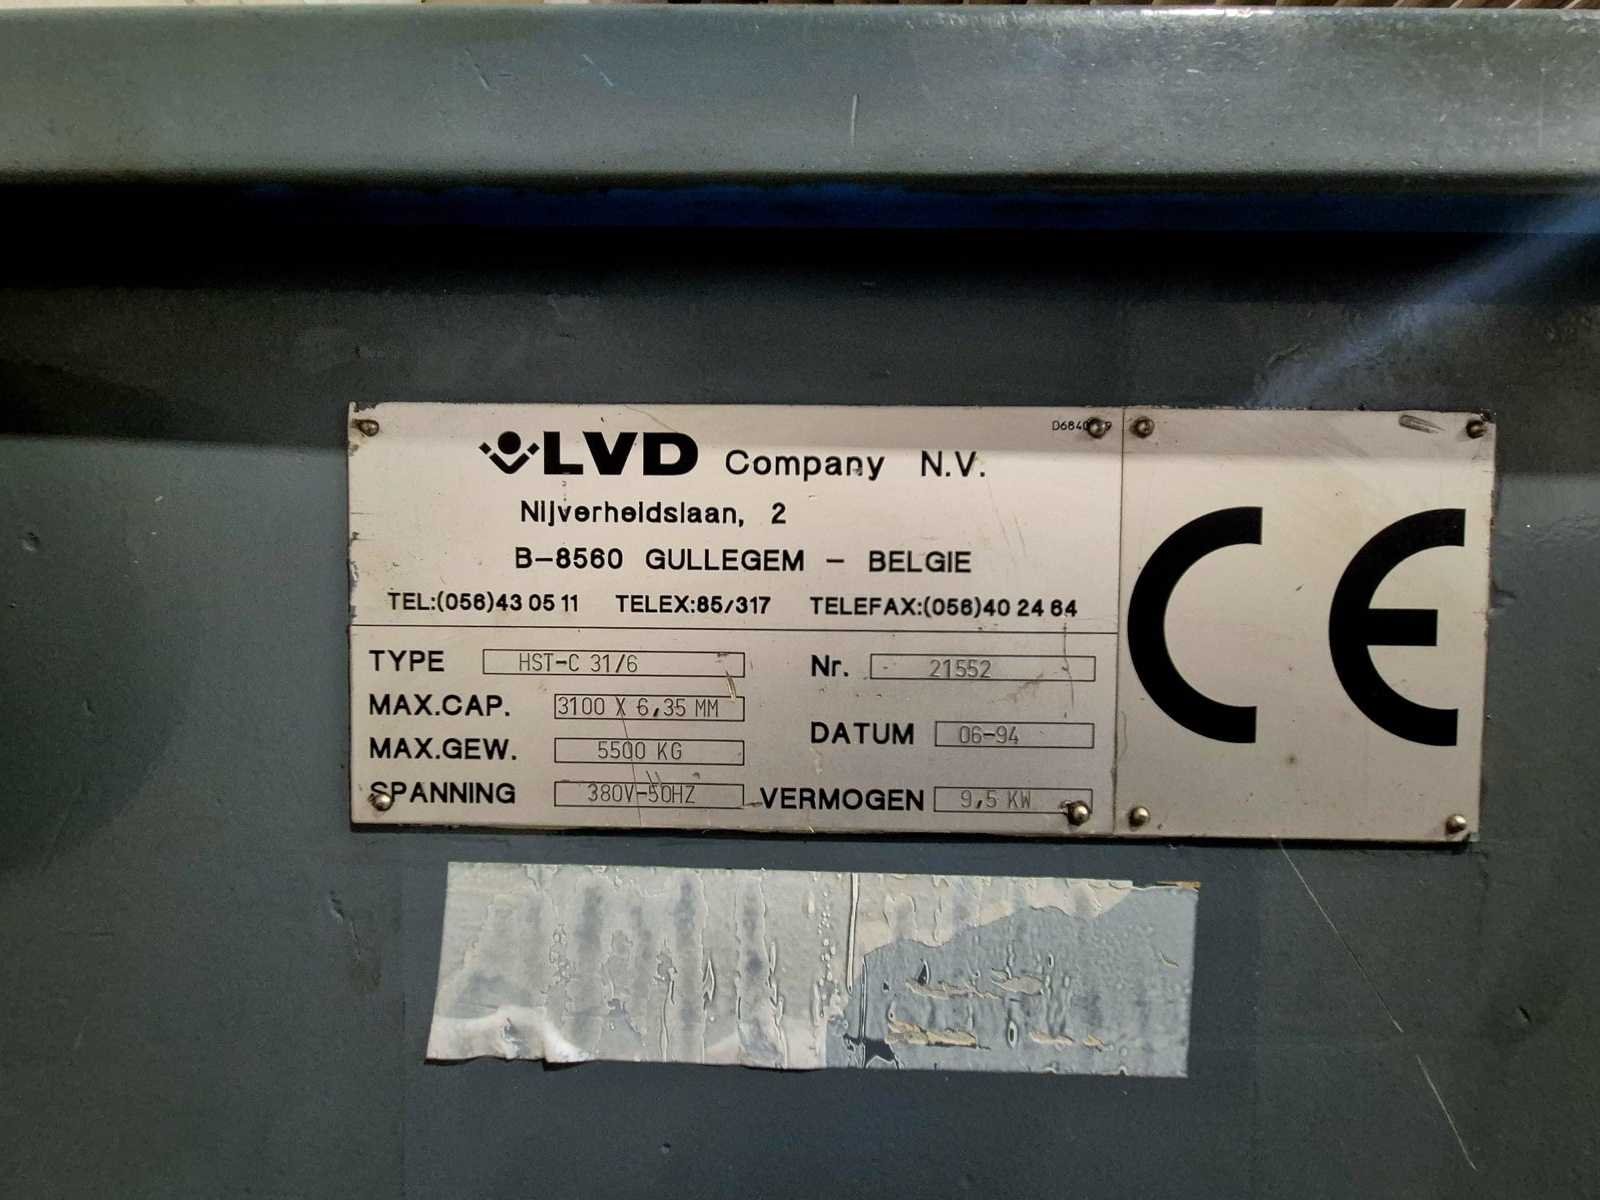 LVD Company N.V.
Nijverheidslaan, 2
B-8560 GULLEGEM - BELGIE
TEL:(056)43 05 11 TELEX:85/317 TELEFAX:(056)40 24 64
TYPE HST-C 31/6 Nr. 21552
MAX.CAP. 3100 X 6,35 MM
MAX.GEW. 5500 KG DATUM 06-94
SPANNING 380V-50HZ VERMOGEN 9,5 KW
CE